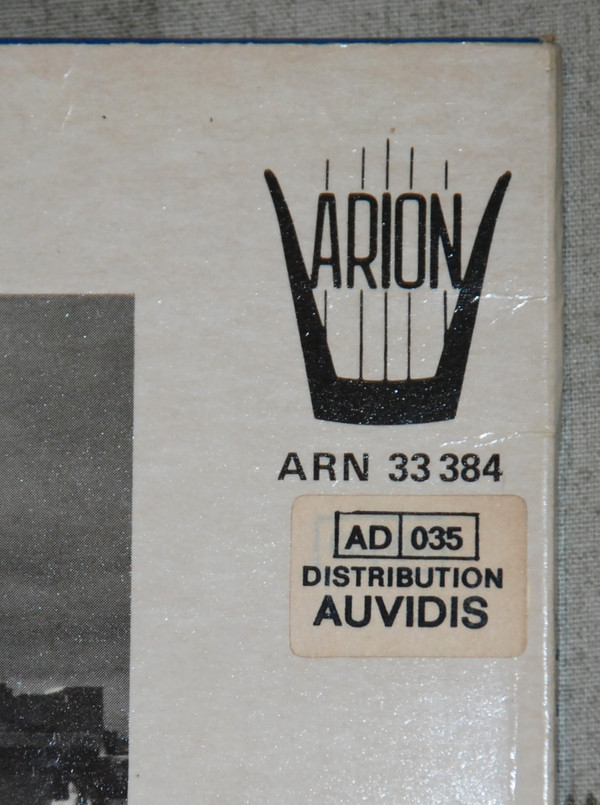 ARION
ARN 33 384
AD 035
DISTRIBUTION
AUVIDIS